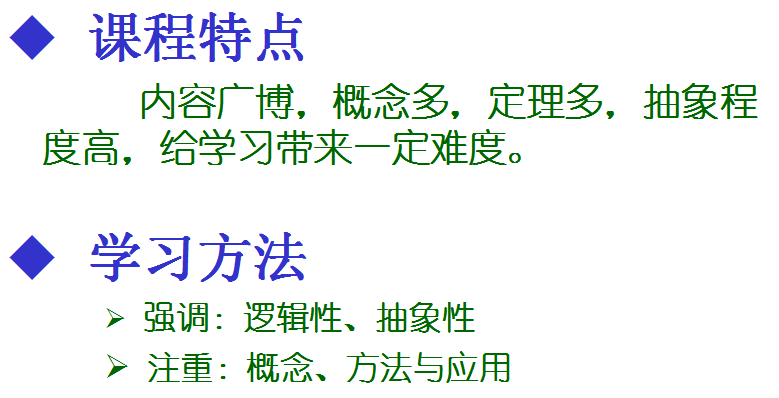 ◆ 课程特点
内容广博，概念多，定理多，抽象程
度高，给学习带来一定难度。
◆ 学习方法
➢ 强调：逻辑性、抽象性
➢ 注重：概念、方法与应用